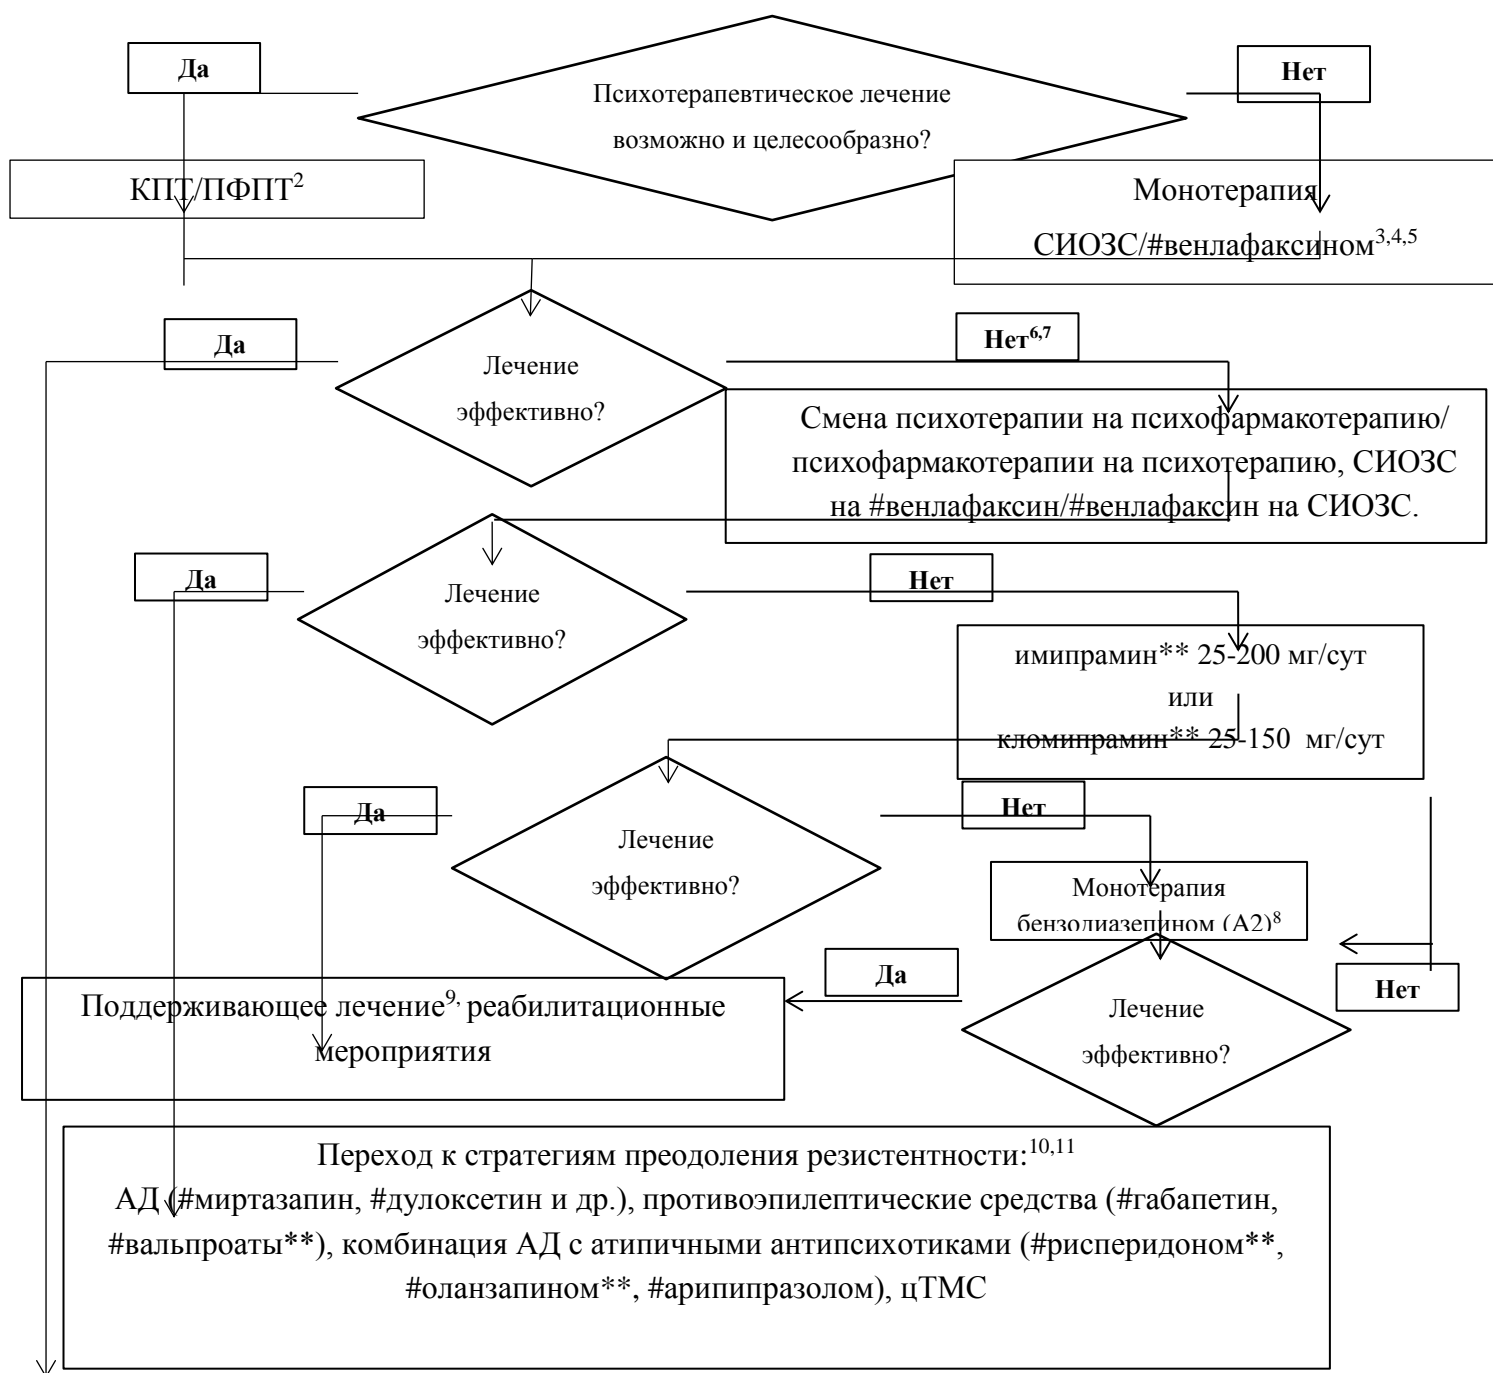 Да
Нет
Психотерапевтическое лечение
возможно и целесообразно?
КПТ/ПФПТ²
Монотерапия
СИОЗС/#венлафаксином³,⁴,⁵
Да
Нет⁶,⁷
Лечение
эффективно?
Смена психотерапии на психофармакотерапию/
психофармакотерапии на психотерапию, СИОЗС
на #венлафаксин/#венлафаксин на СИОЗС.
Да
Нет
Лечение
эффективно?
имипрамин** 25-200 мг/сут
или
кломипрамин** 25-150 мг/сут
Да
Нет
Лечение
эффективно?
Монотерапия
бензодиазепином (А2)⁸
Да
Нет
Лечение
эффективно?
Поддерживающее лечение⁹, реабилитационные
мероприятия
Переход к стратегиям преодоления резистентности:¹⁰,¹¹
АД (#миртазапин, #дулоксетин и др.), противоэпилептические средства (#габапетин,
#вальпроаты**), комбинация АД с атипичными антипсихотиками (#рисперидоном**,
#оланзапином**, #арипипразолом), цТМС